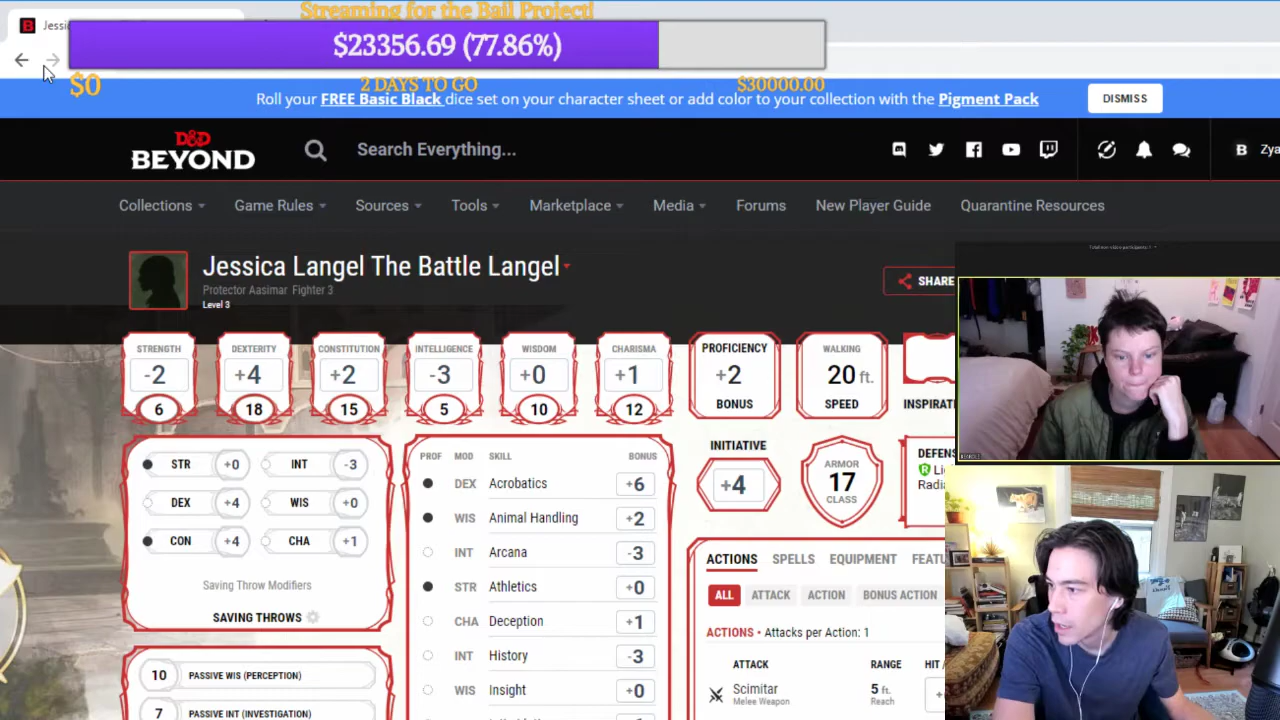 Streaming for the Bail Project!
Jessi
$23356.69 (77.86%)
$0
2 DAYS TO GO
$30000.00
Roll your FREE Basic Black dice set on your character sheet or add color to your collection with the Pigment Pack
DISMISS
D&D
BEYOND
Search Everything...
B Zya
Collections
Game Rules
Sources
Tools
Marketplace
Media
Forums
New Player Guide
Quarantine Resources
Jessica Langel The Battle Langel
Protector Aasimar Fighter 3
Level 3
SHARE
STRENGTH
-2
6
DEXTERITY
+4
18
CONSTITUTION
+2
15
INTELLIGENCE
-3
5
WISDOM
+0
10
CHARISMA
+1
12
PROFICIENCY
+2
BONUS
WALKING
20 ft.
SPEED
INSPIRAT
STR +0
INT -3
DEX +4
WIS +0
CON +4
CHA +1
Saving Throw Modifiers
SAVING THROWS
10 PASSIVE WIS (PERCEPTION)
7 PASSIVE INT (INVESTIGATION)
PROF MOD SKILL BONUS
DEX Acrobatics +6
WIS Animal Handling +2
INT Arcana -3
STR Athletics +0
CHA Deception +1
INT History -3
WIS Insight +0
INITIATIVE
+4
ARMOR
17
CLASS
DEFEN
Radia
ACTIONS
SPELLS
EQUIPMENT
FEATU
ALL
ATTACK
ACTION
BONUS ACTION
ACTIONS • Attacks per Action: 1
ATTACK
RANGE
HIT /
Scimitar
Melee Weapon
5 ft.
Reach